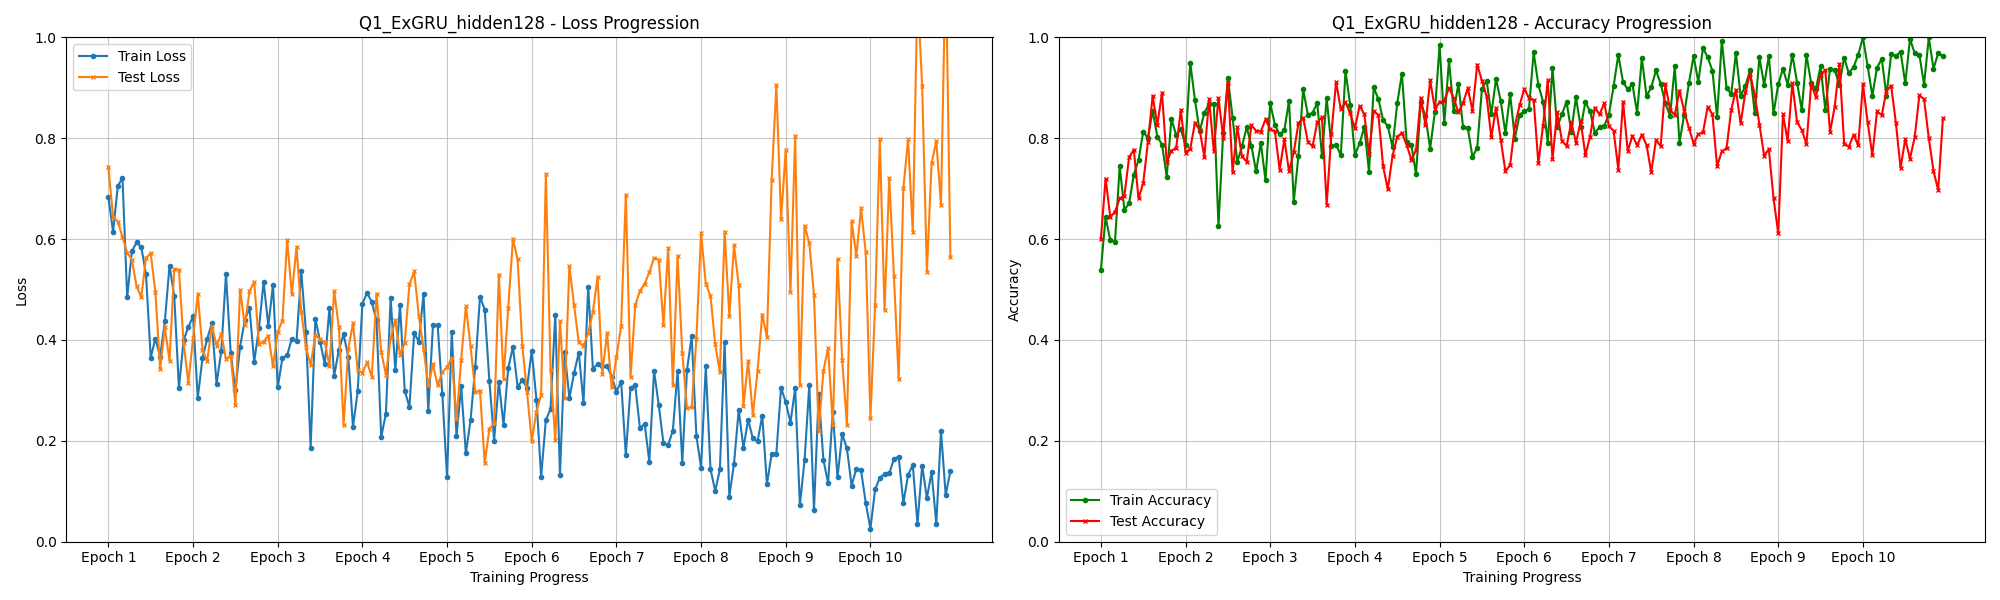 Q1_ExGRU_hidden128 - Loss Progression
1.0
0.8
0.6
0.4
0.2
0.0
Loss
Train Loss
Test Loss
Epoch 1 Epoch 2 Epoch 3 Epoch 4 Epoch 5 Epoch 6 Epoch 7 Epoch 8 Epoch 9 Epoch 10
Training Progress
Q1_ExGRU_hidden128 - Accuracy Progression
1.0
0.8
0.6
0.4
0.2
0.0
Accuracy
Train Accuracy
Test Accuracy
Epoch 1 Epoch 2 Epoch 3 Epoch 4 Epoch 5 Epoch 6 Epoch 7 Epoch 8 Epoch 9 Epoch 10
Training Progress